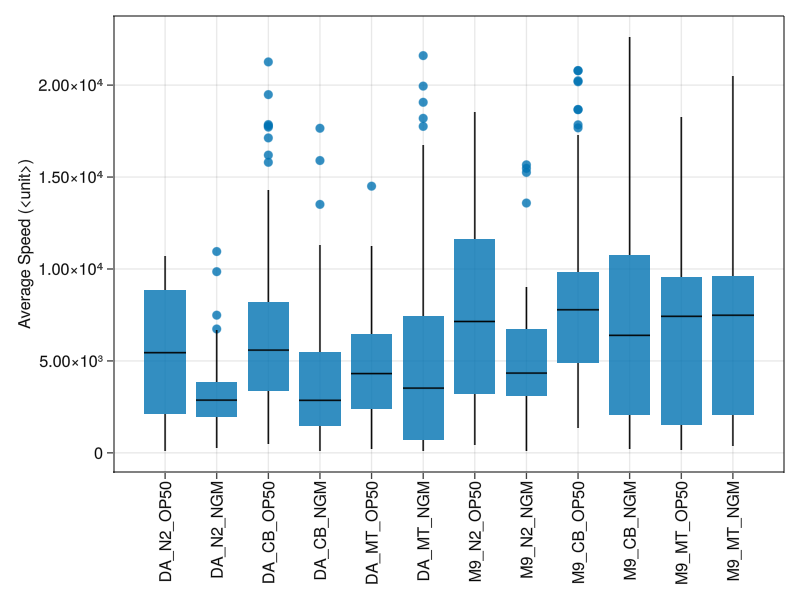 Average Speed (<unit>)
2.00×10⁴
1.50×10⁴
1.00×10⁴
5.00×10³
0
DA_N2_OP50
DA_N2_NGM
DA_CB_OP50
DA_CB_NGM
DA_MT_OP50
DA_MT_NGM
M9_N2_OP50
M9_N2_NGM
M9_CB_OP50
M9_CB_NGM
M9_MT_OP50
M9_MT_NGM